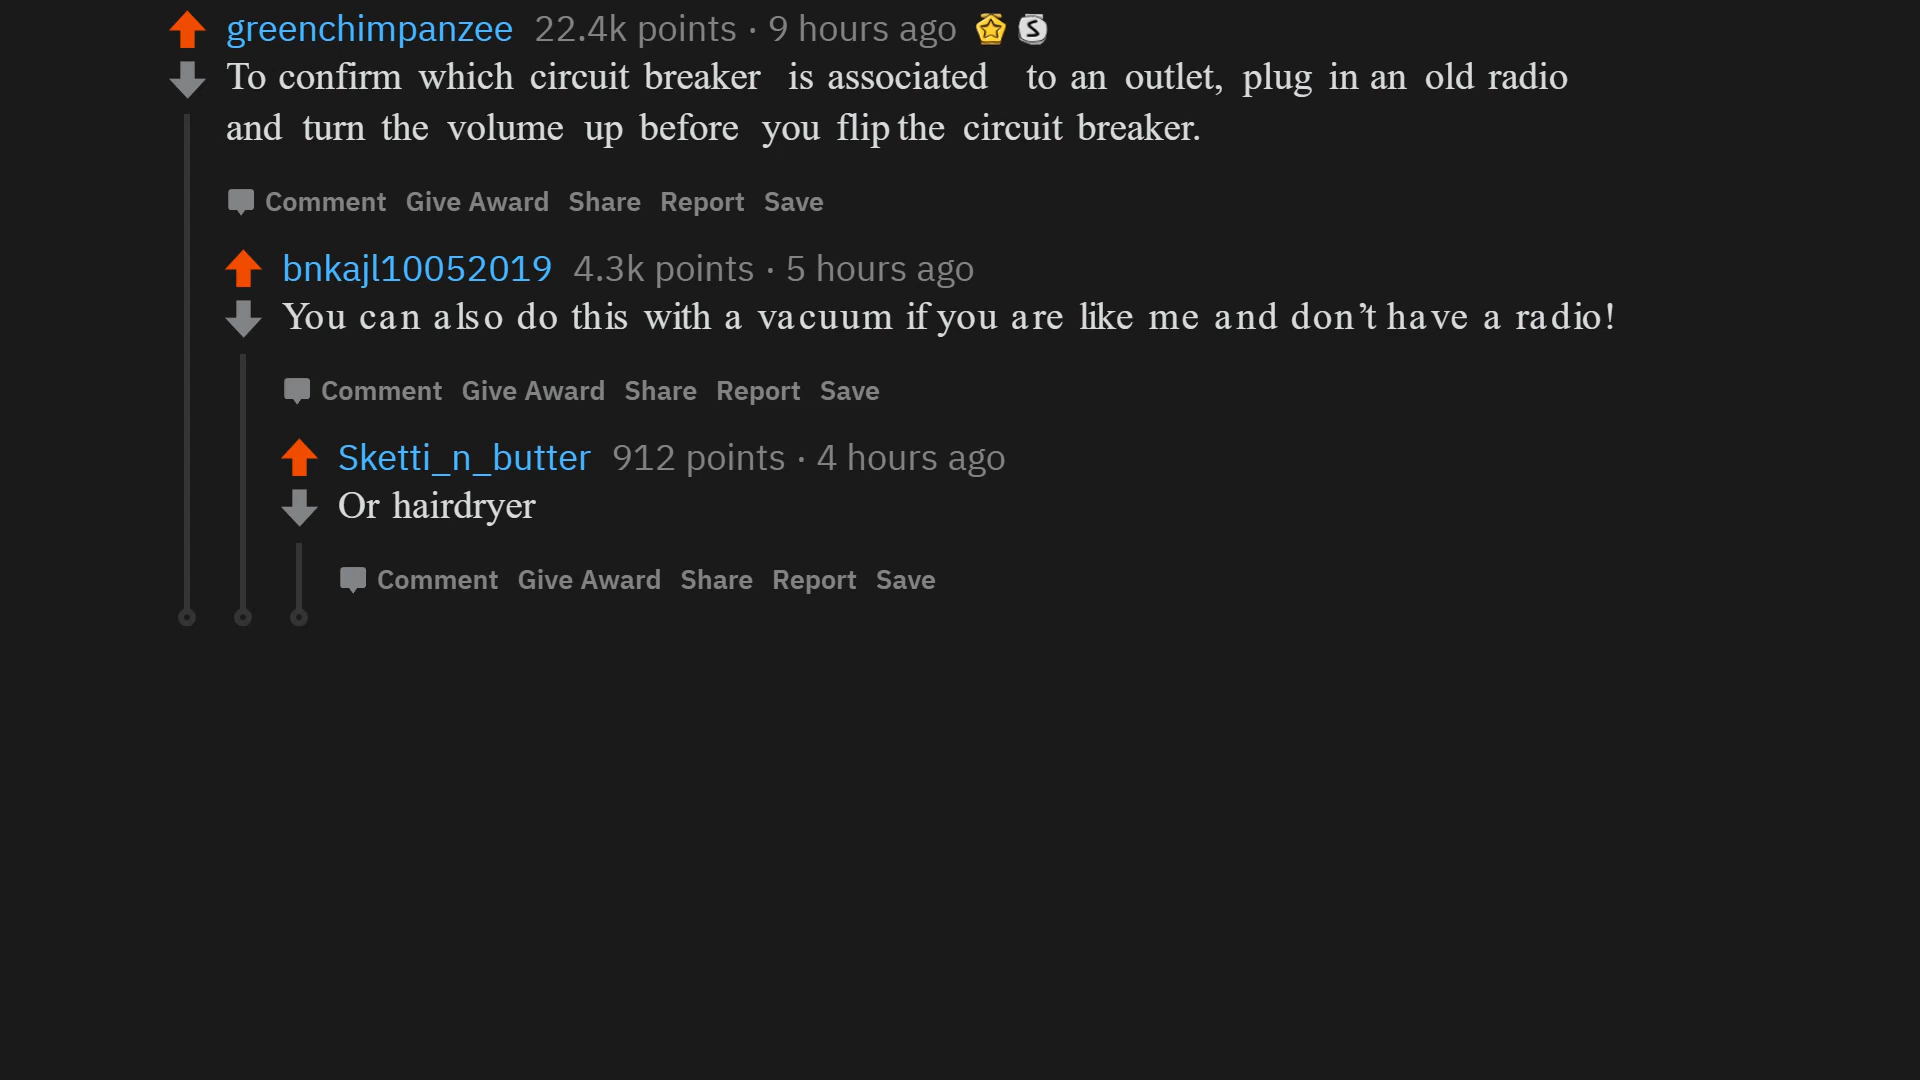 greenchimpanzee 22.4k points · 9 hours ago
To confirm which circuit breaker is associated to an outlet, plug in an old radio
and turn the volume up before you flip the circuit breaker.
Comment Give Award Share Report Save
bnkajl10052019 4.3k points · 5 hours ago
You can also do this with a vacuum if you are like me and don’t have a radio!
Comment Give Award Share Report Save
Sketti_n_butter 912 points · 4 hours ago
Or hairdryer
Comment Give Award Share Report Save